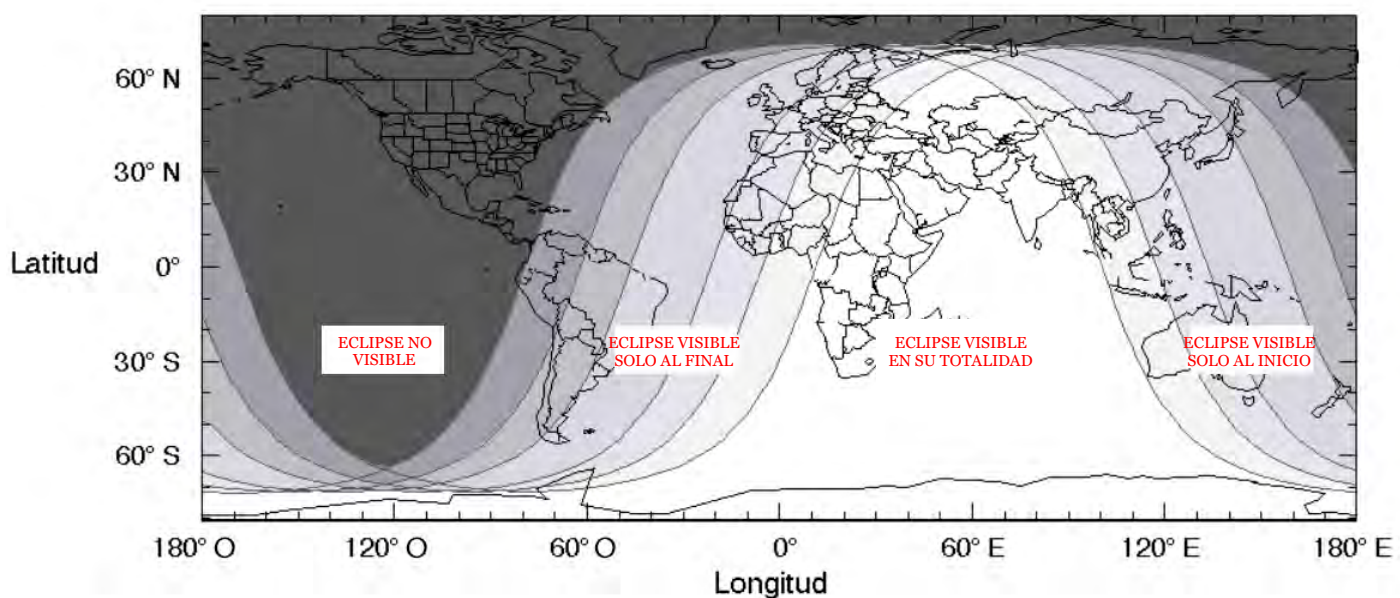 60° N
30° N
Latitud
0°
ECLIPSE NO
VISIBLE
ECLIPSE VISIBLE
SOLO AL FINAL
ECLIPSE VISIBLE
EN SU TOTALIDAD
ECLIPSE VISIBLE
SOLO AL INICIO
30° S
60° S
180° O
120° O
60° O
0°
60° E
120° E
180° E
Longitud